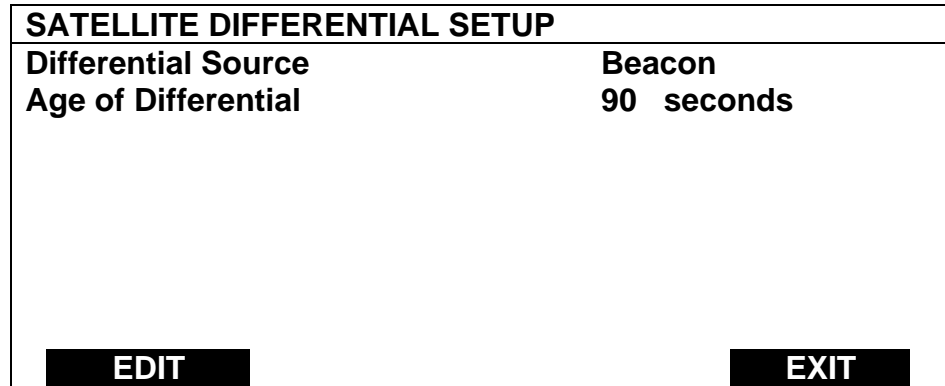 SATELLITE DIFFERENTIAL SETUP
Differential Source Beacon
Age of Differential 90 seconds
EDIT EXIT